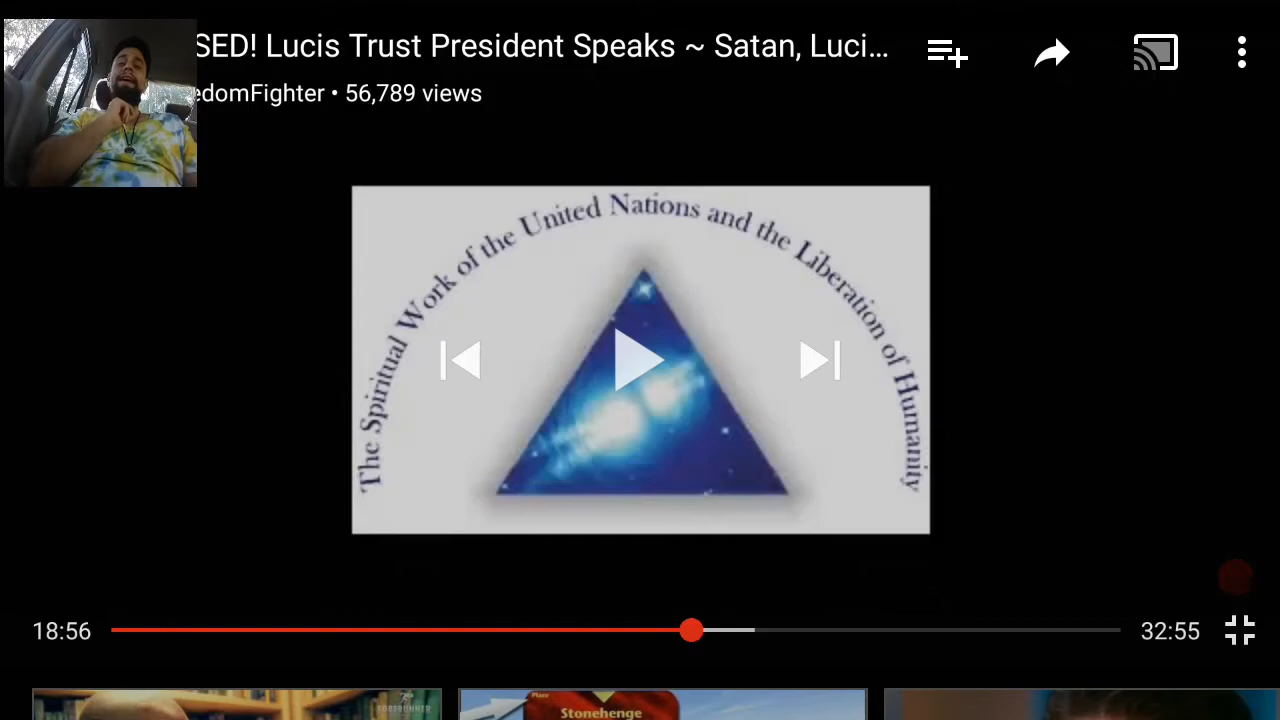 SED! Lucis Trust President Speaks ~ Satan, Luci...
edomFighter • 56,789 views
The Spiritual Work of the United Nations and the Liberation of Humanity
18:56
32:55
Plaza
Stonehenge